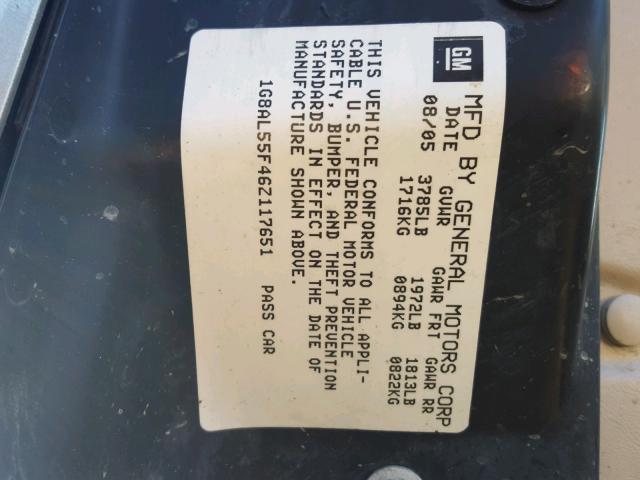 GM
MFD BY GENERAL MOTORS CORP
DATE GVWR GAWR FRT GAWR RR
08/05 3785LB 1972LB 1813LB
1716KG 0894KG 0822KG
THIS VEHICLE CONFORMS TO ALL APPLI-
CABLE U.S. FEDERAL MOTOR VEHICLE
SAFETY, BUMPER, AND THEFT PREVENTION
STANDARDS IN EFFECT ON THE DATE OF
MANUFACTURE SHOWN ABOVE.
1G8AL55F46Z117651 PASS CAR